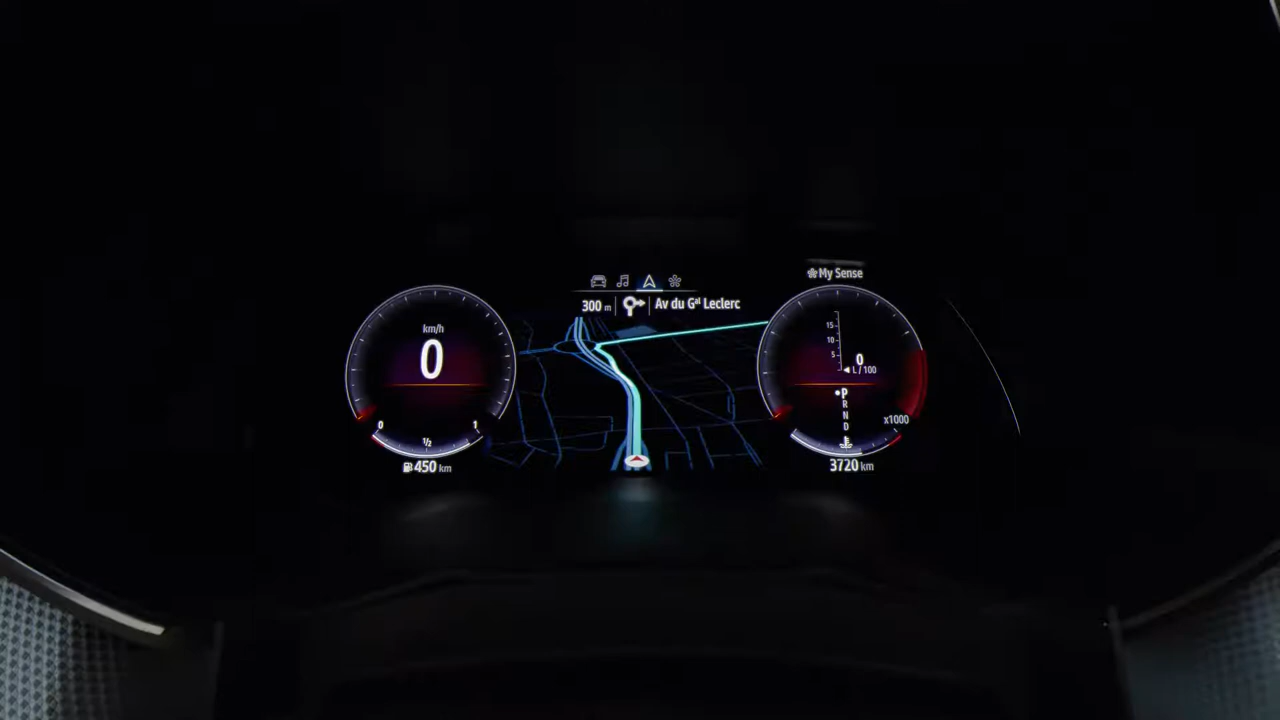 My Sense
300 m
Av du Gᵃˡ Leclerc
km/h
0
0
1/2
1
450 km
15
10
5
0
L / 100
P
R
N
D
x1000
3720 km